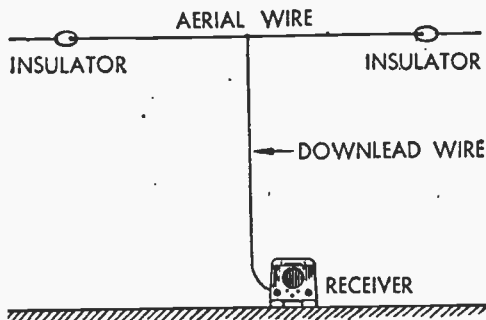 AERIAL WIRE
INSULATOR
INSULATOR
DOWNLEAD WIRE
RECEIVER